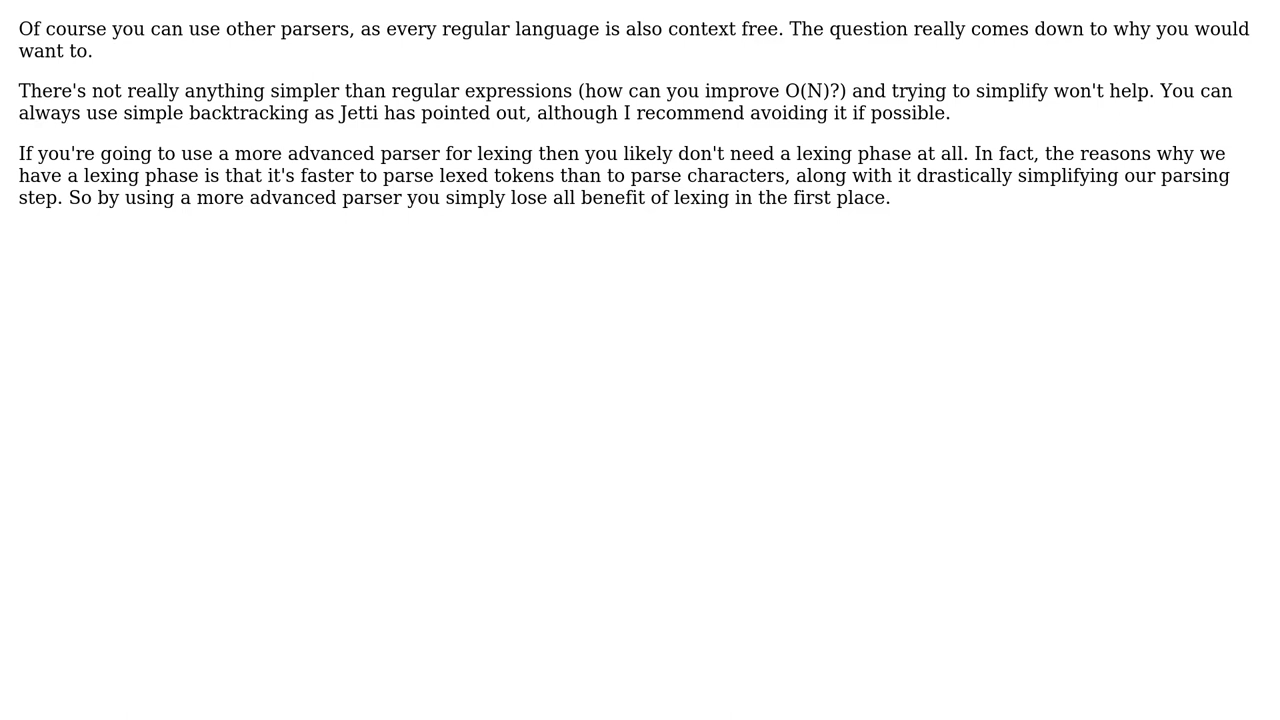 Of course you can use other parsers, as every regular language is also context free. The question really comes down to why you would
want to.
There's not really anything simpler than regular expressions (how can you improve O(N)?) and trying to simplify won't help. You can
always use simple backtracking as Jetti has pointed out, although I recommend avoiding it if possible.
If you're going to use a more advanced parser for lexing then you likely don't need a lexing phase at all. In fact, the reasons why we
have a lexing phase is that it's faster to parse lexed tokens than to parse characters, along with it drastically simplifying our parsing
step. So by using a more advanced parser you simply lose all benefit of lexing in the first place.